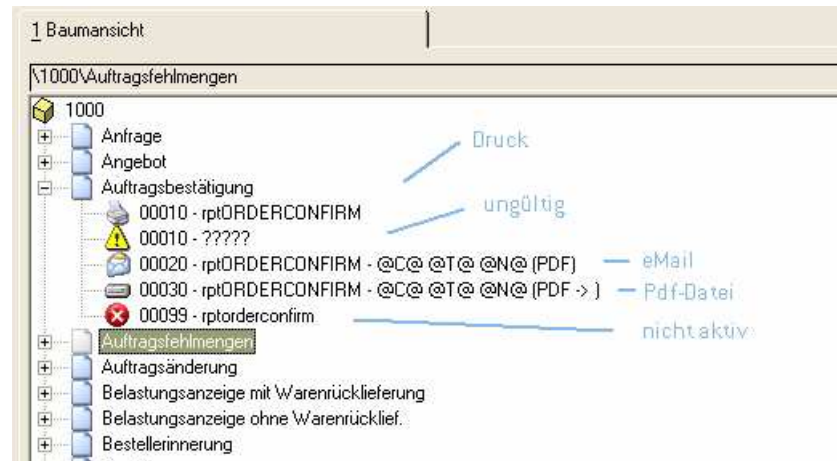 1 Baumansicht
\1000\Auftragsfehlmengen
1000
Anfrage
Druck
Angebot
Auftragsbestätigung
00010 - rptORDERCONFIRM
ungültig
00010 - ?????
00020 - rptORDERCONFIRM - @C@ @T@ @N@ (PDF)
eMail
00030 - rptORDERCONFIRM - @C@ @T@ @N@ (PDF -> )
Pdf-Datei
00099 - rptorderconfirm
nicht aktiv
Auftragsfehlmengen
Auftragsänderung
Belastungsanzeige mit Warenrücklieferung
Belastungsanzeige ohne Warenrücklief.
Bestellerinnerung